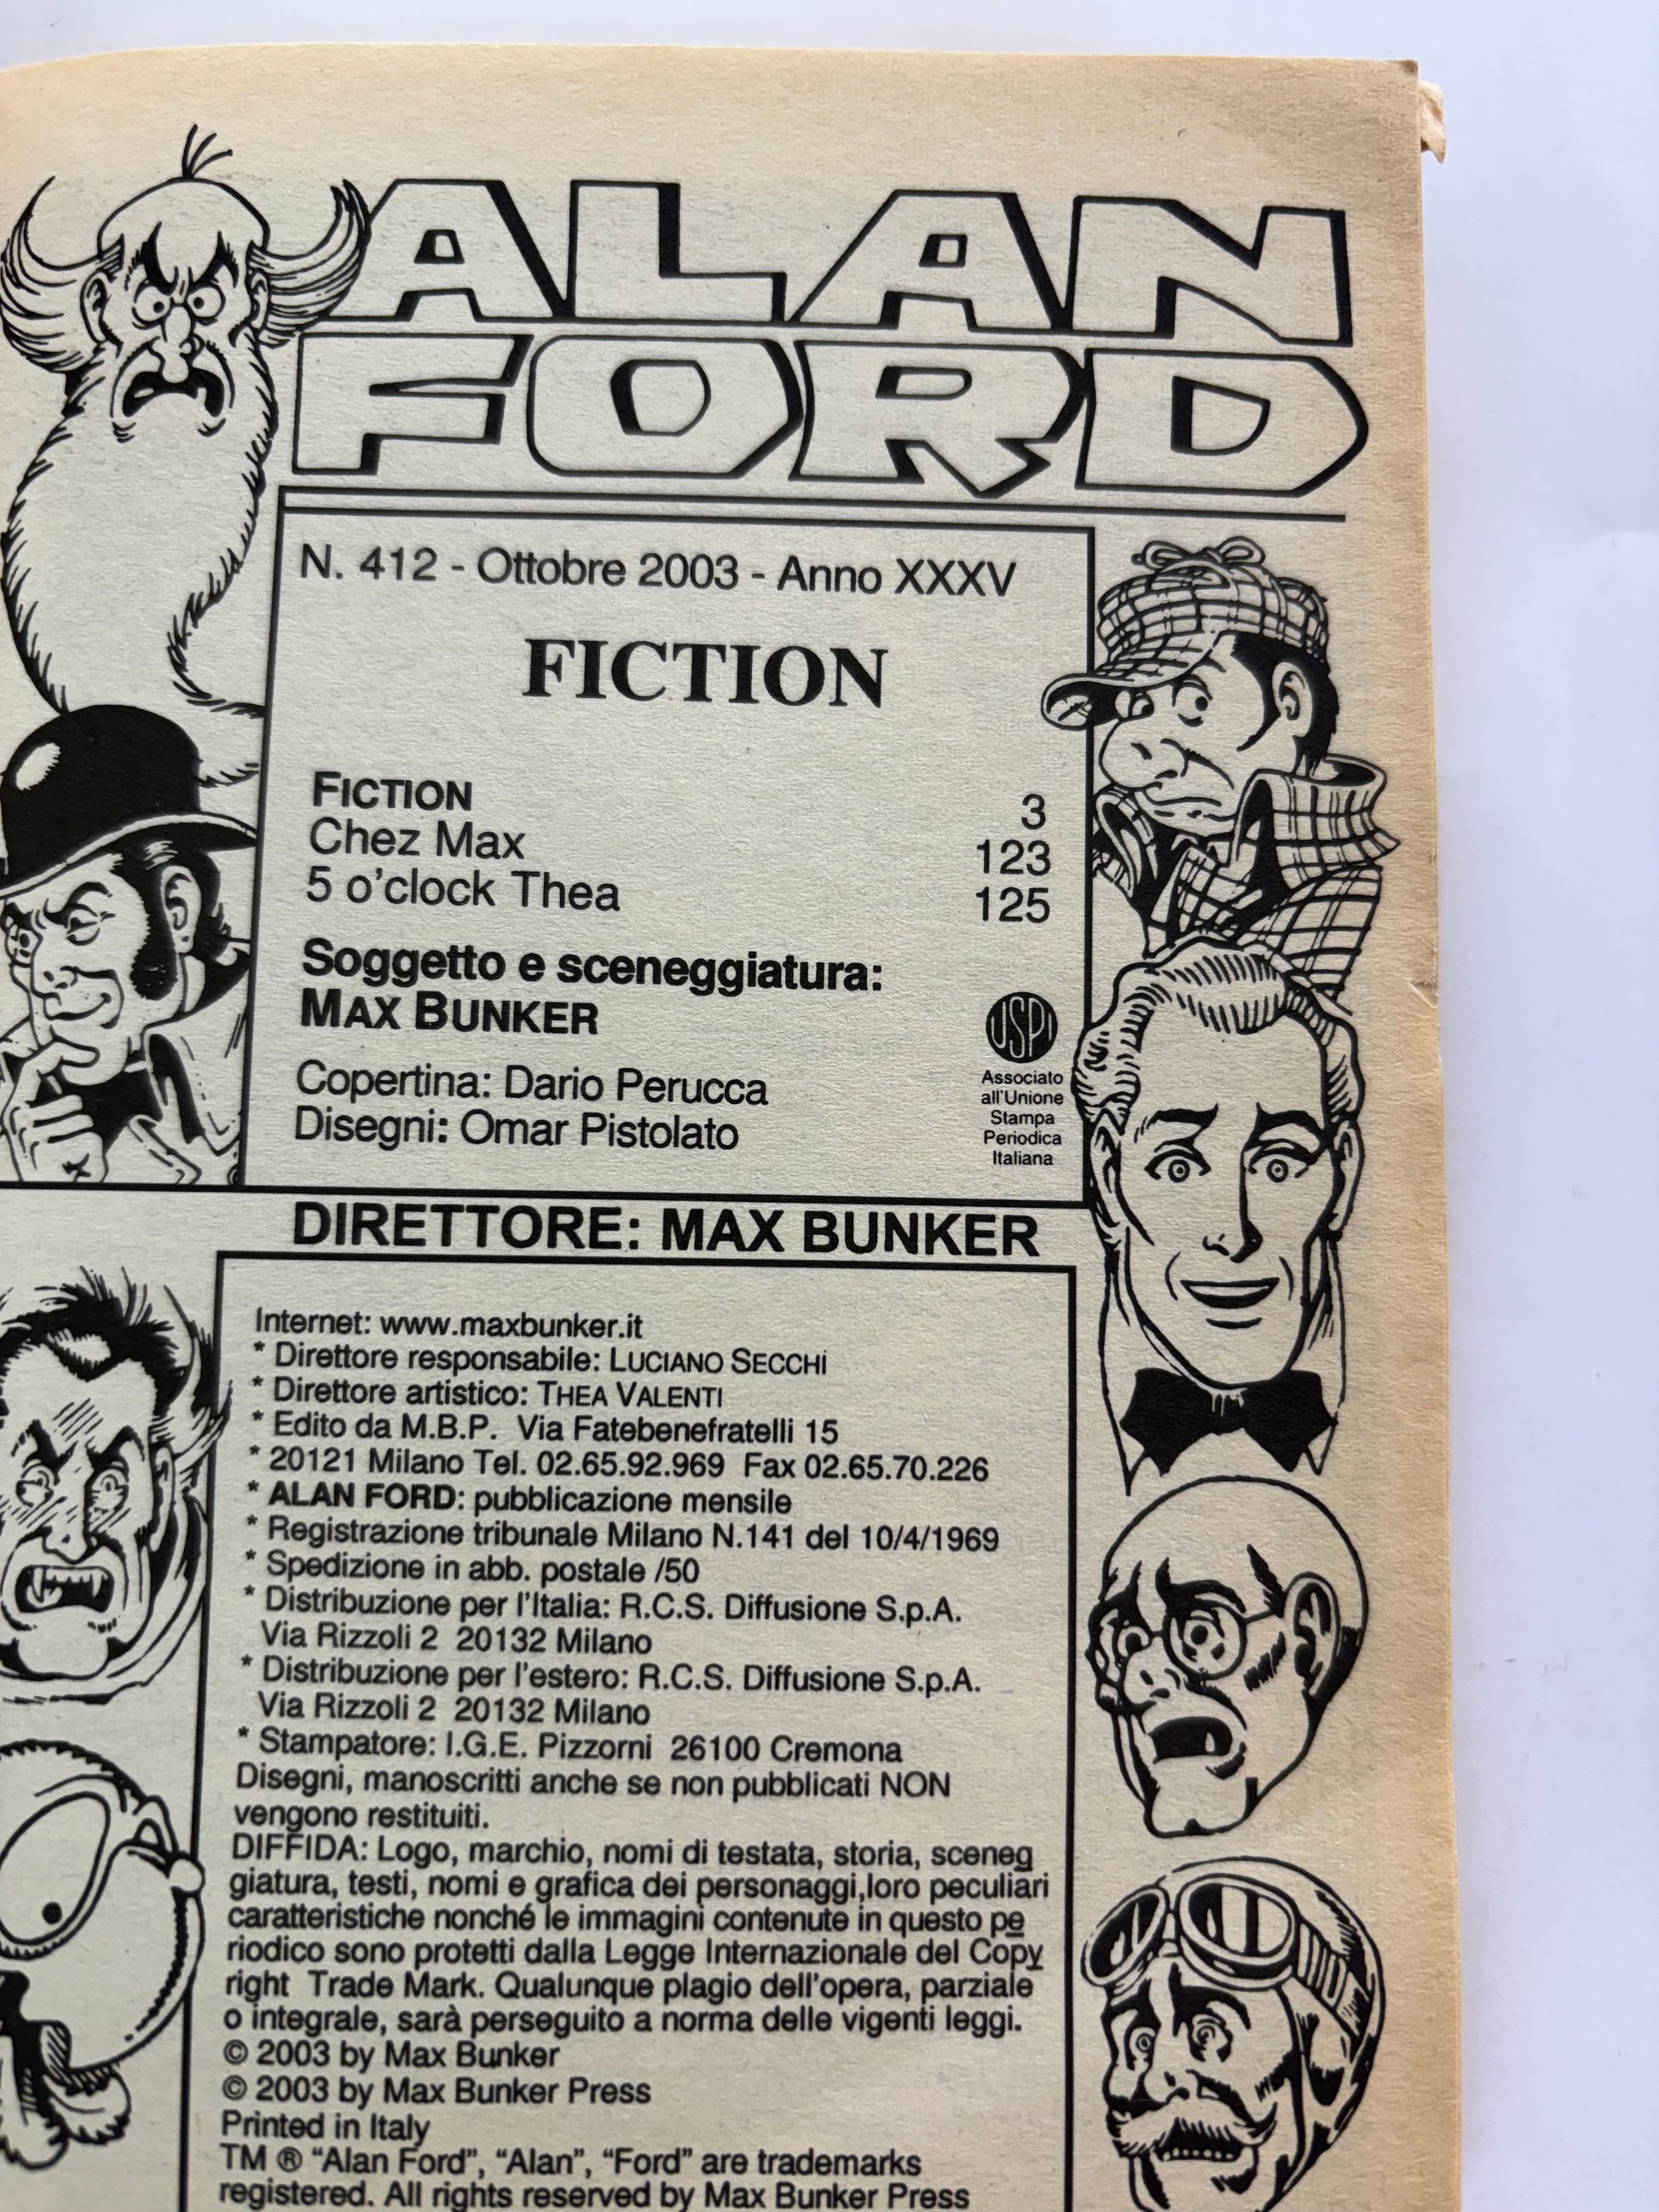 ALAN
FORD
N. 412 - Ottobre 2003 - Anno XXXV
FICTION
FICTION 3
Chez Max 123
5 o'clock Thea 125
Soggetto e sceneggiatura:
MAX BUNKER
Copertina: Dario Perucca
Disegni: Omar Pistolato
USPI
Associato
all'Unione
Stampa
Periodica
Italiana
DIRETTORE: MAX BUNKER
Internet: www.maxbunker.it
* Direttore responsabile: LUCIANO SECCHI
* Direttore artistico: THEA VALENTI
* Edito da M.B.P. Via Fatebenefratelli 15
* 20121 Milano Tel. 02.65.92.969 Fax 02.65.70.226
* ALAN FORD: pubblicazione mensile
* Registrazione tribunale Milano N.141 del 10/4/1969
* Spedizione in abb. postale /50
* Distribuzione per l'Italia: R.C.S. Diffusione S.p.A.
Via Rizzoli 2 20132 Milano
* Distribuzione per l'estero: R.C.S. Diffusione S.p.A.
Via Rizzoli 2 20132 Milano
* Stampatore: I.G.E. Pizzorni 26100 Cremona
Disegni, manoscritti anche se non pubblicati NON
vengono restituiti.
DIFFIDA: Logo, marchio, nomi di testata, storia, sceneg
giatura, testi, nomi e grafica dei personaggi,loro peculiari
caratteristiche nonché le immagini contenute in questo pe
riodico sono protetti dalla Legge Internazionale del Copy
right Trade Mark. Qualunque plagio dell'opera, parziale
o integrale, sarà perseguito a norma delle vigenti leggi.
© 2003 by Max Bunker
© 2003 by Max Bunker Press
Printed in Italy
TM ® “Alan Ford”, “Alan”, “Ford” are trademarks
registered. All rights reserved by Max Bunker Press